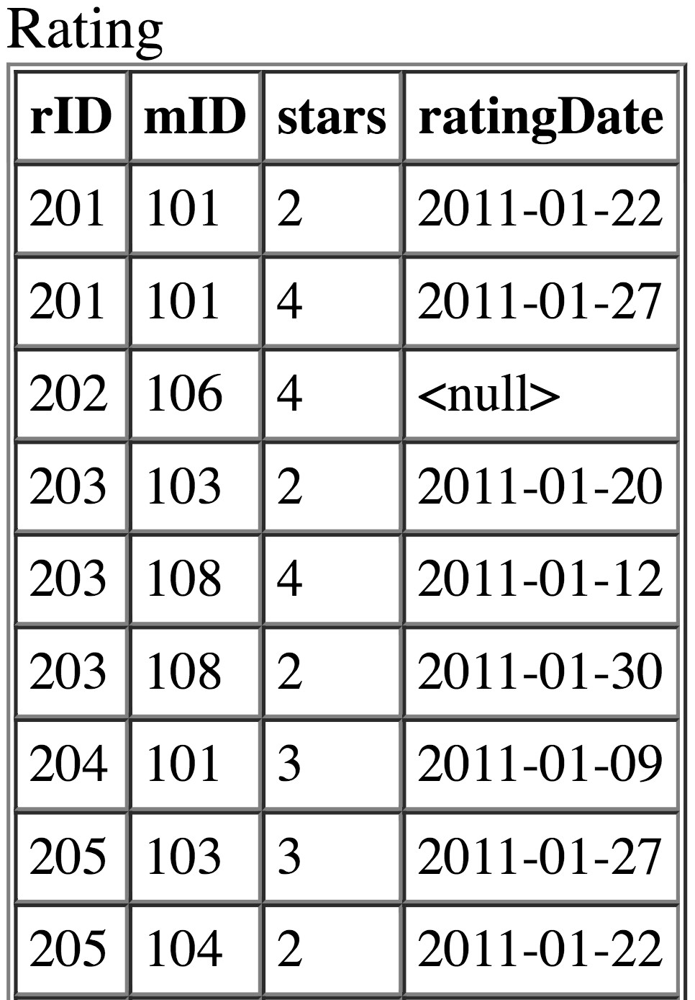 Rating
rID mID stars ratingDate
201 101 2 2011-01-22
201 101 4 2011-01-27
202 106 4 <null>
203 103 2 2011-01-20
203 108 4 2011-01-12
203 108 2 2011-01-30
204 101 3 2011-01-09
205 103 3 2011-01-27
205 104 2 2011-01-22